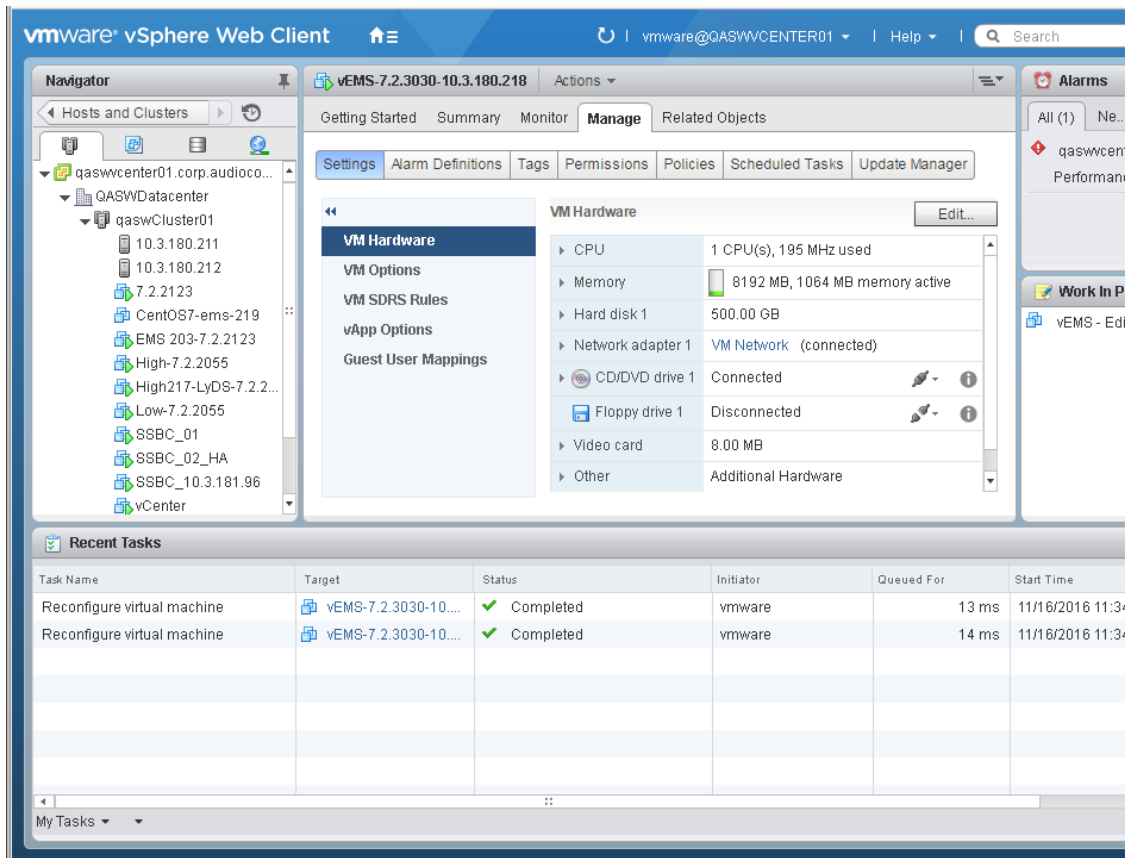 vmware® vSphere Web Client
vmware@QASWVCENTER01
Help
Search
Navigator
Hosts and Clusters
qaswvcenter01.corp.audioco...
QASWDatacenter
qaswCluster01
10.3.180.211
10.3.180.212
7.2.2123
CentOS7-ems-219
EMS 203-7.2.2123
High-7.2.2055
High217-LyDS-7.2.2...
Low-7.2.2055
SSBC_01
SSBC_02_HA
SSBC_10.3.181.96
vCenter
vEMS-7.2.3030-10.3.180.218 Actions
Getting Started Summary Monitor Manage Related Objects
Settings Alarm Definitions Tags Permissions Policies Scheduled Tasks Update Manager
VM Hardware
VM Options
VM SDRS Rules
vApp Options
Guest User Mappings
VM Hardware Edit...
CPU 1 CPU(s), 195 MHz used
Memory 8192 MB, 1064 MB memory active
Hard disk 1 500.00 GB
Network adapter 1 VM Network (connected)
CD/DVD drive 1 Connected
Floppy drive 1 Disconnected
Video card 8.00 MB
Other Additional Hardware
Alarms
All (1) Ne...
qaswvcent
Performanc
Work In P
vEMS - Edi
Recent Tasks
Task Name Target Status Initiator Queued For Start Time
Reconfigure virtual machine vEMS-7.2.3030-10.... Completed vmware 13 ms 11/16/2016 11:34
Reconfigure virtual machine vEMS-7.2.3030-10.... Completed vmware 14 ms 11/16/2016 11:34
My Tasks